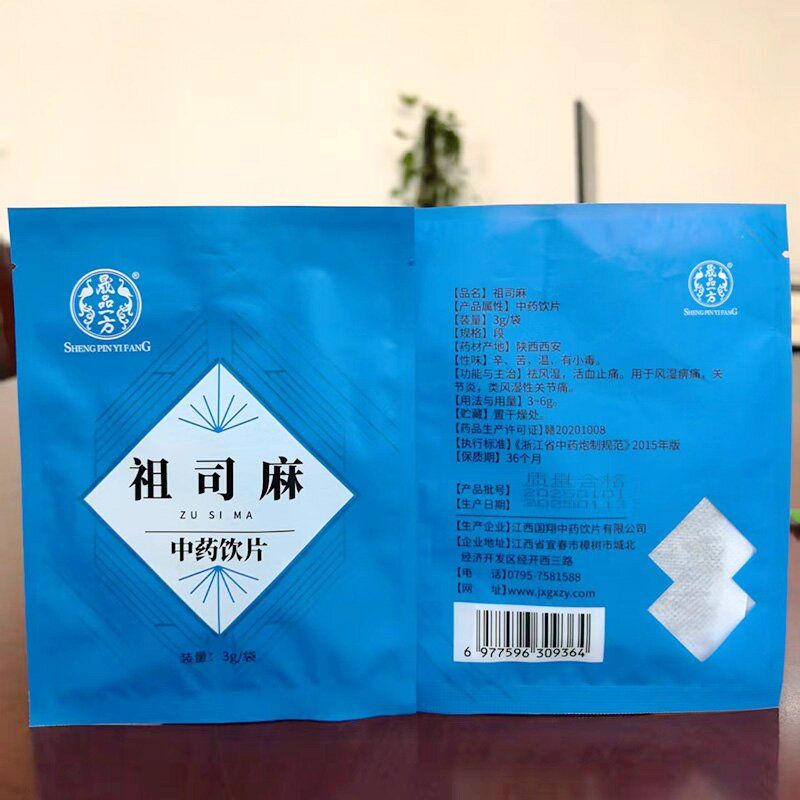 晟品一方
®
SHENG PIN YI FANG
祖司麻
ZU SI MA
中药饮片
装量：3g/袋
晟品一方
®
SHENG PIN YI FANG
【品名】祖司麻
【产品属性】中药饮片
【装量】3g/袋
【规格】段
【药材产地】陕西西安
【性味】辛、苦，温，有小毒。
【功能与主治】祛风湿，活血止痛。用于风湿痹痛，关
节炎，类风湿性关节痛。
【用法与用量】3~6g。
【贮藏】置干燥处。
【药品生产许可证】赣20201008
【执行标准】《浙江省中药炮制规范》2015年版
【保质期】36个月
质量合格
【产品批号】
【生产日期】
【生产企业】江西国翔中药饮片有限公司
【企业地址】江西省宜春市樟树市城北
经济开发区经开西三路
【电 话】0795-7581588
【网 址】www.jxgxzy.com
6 977596 309364